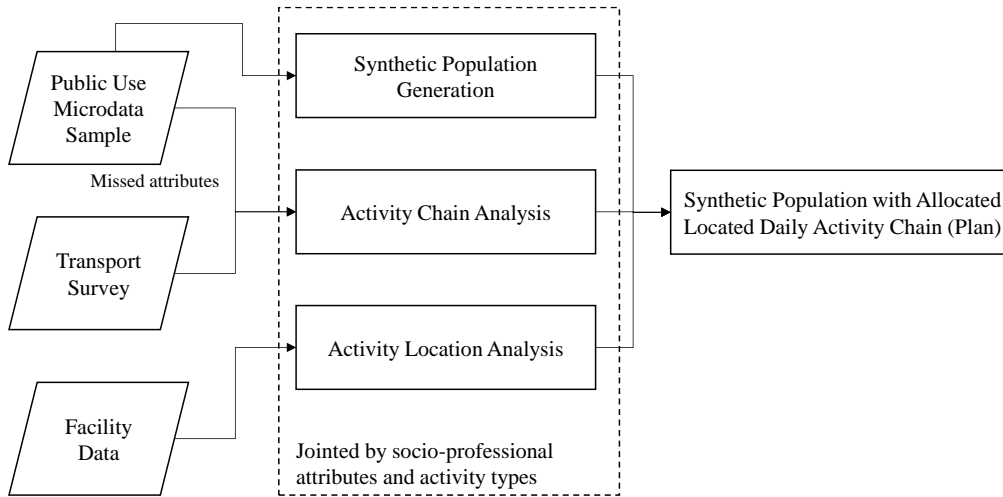 Public Use
Microdata
Sample
Missed attributes
Transport
Survey
Facility
Data
Synthetic Population
Generation
Activity Chain Analysis
Activity Location Analysis
Jointed by socio-professional
attributes and activity types
Synthetic Population with Allocated
Located Daily Activity Chain (Plan)